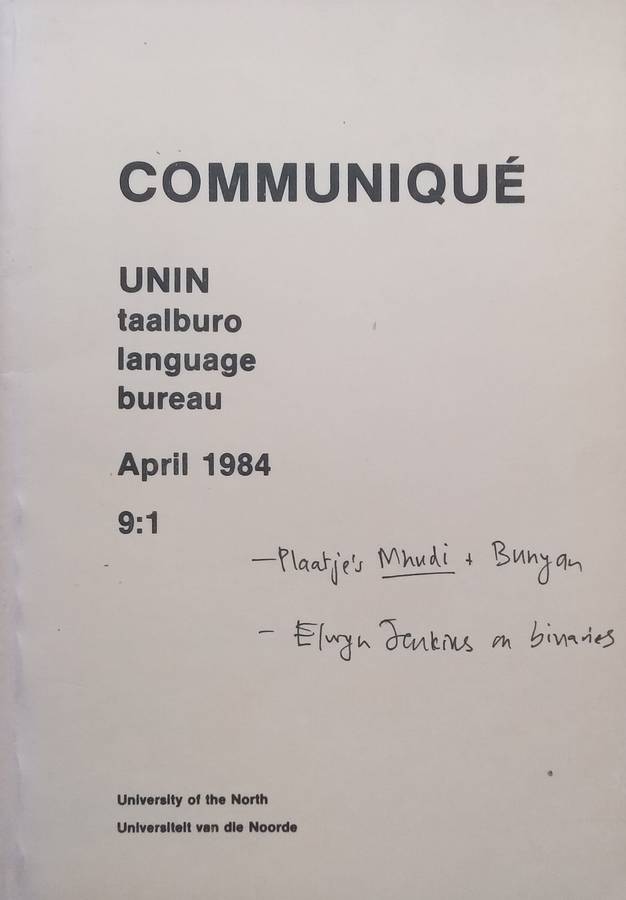 COMMUNIQUÉ
UNIN
taalburo
language
bureau
April 1984
9:1
– Plaatje's Mhudi + Bunyan
– Elwyn Jenkins on binaries
University of the North
Universiteit van die Noorde